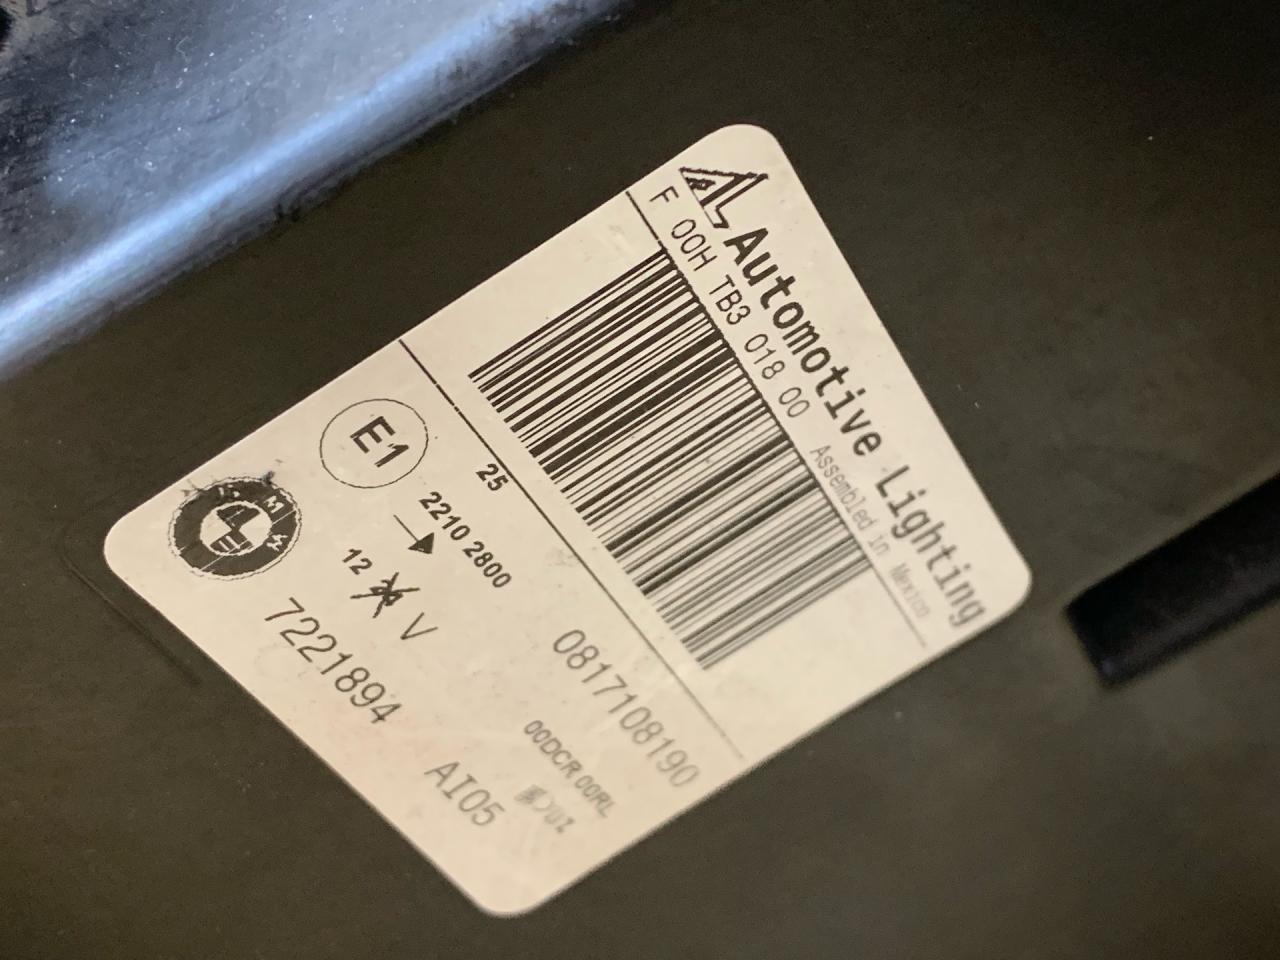 Automotive Lighting
F 00H TB3 018 00 Assembled in Mexico
E1
25
2210 2800
12 V
7221894
0817108190
00DCR 00RL
AI05